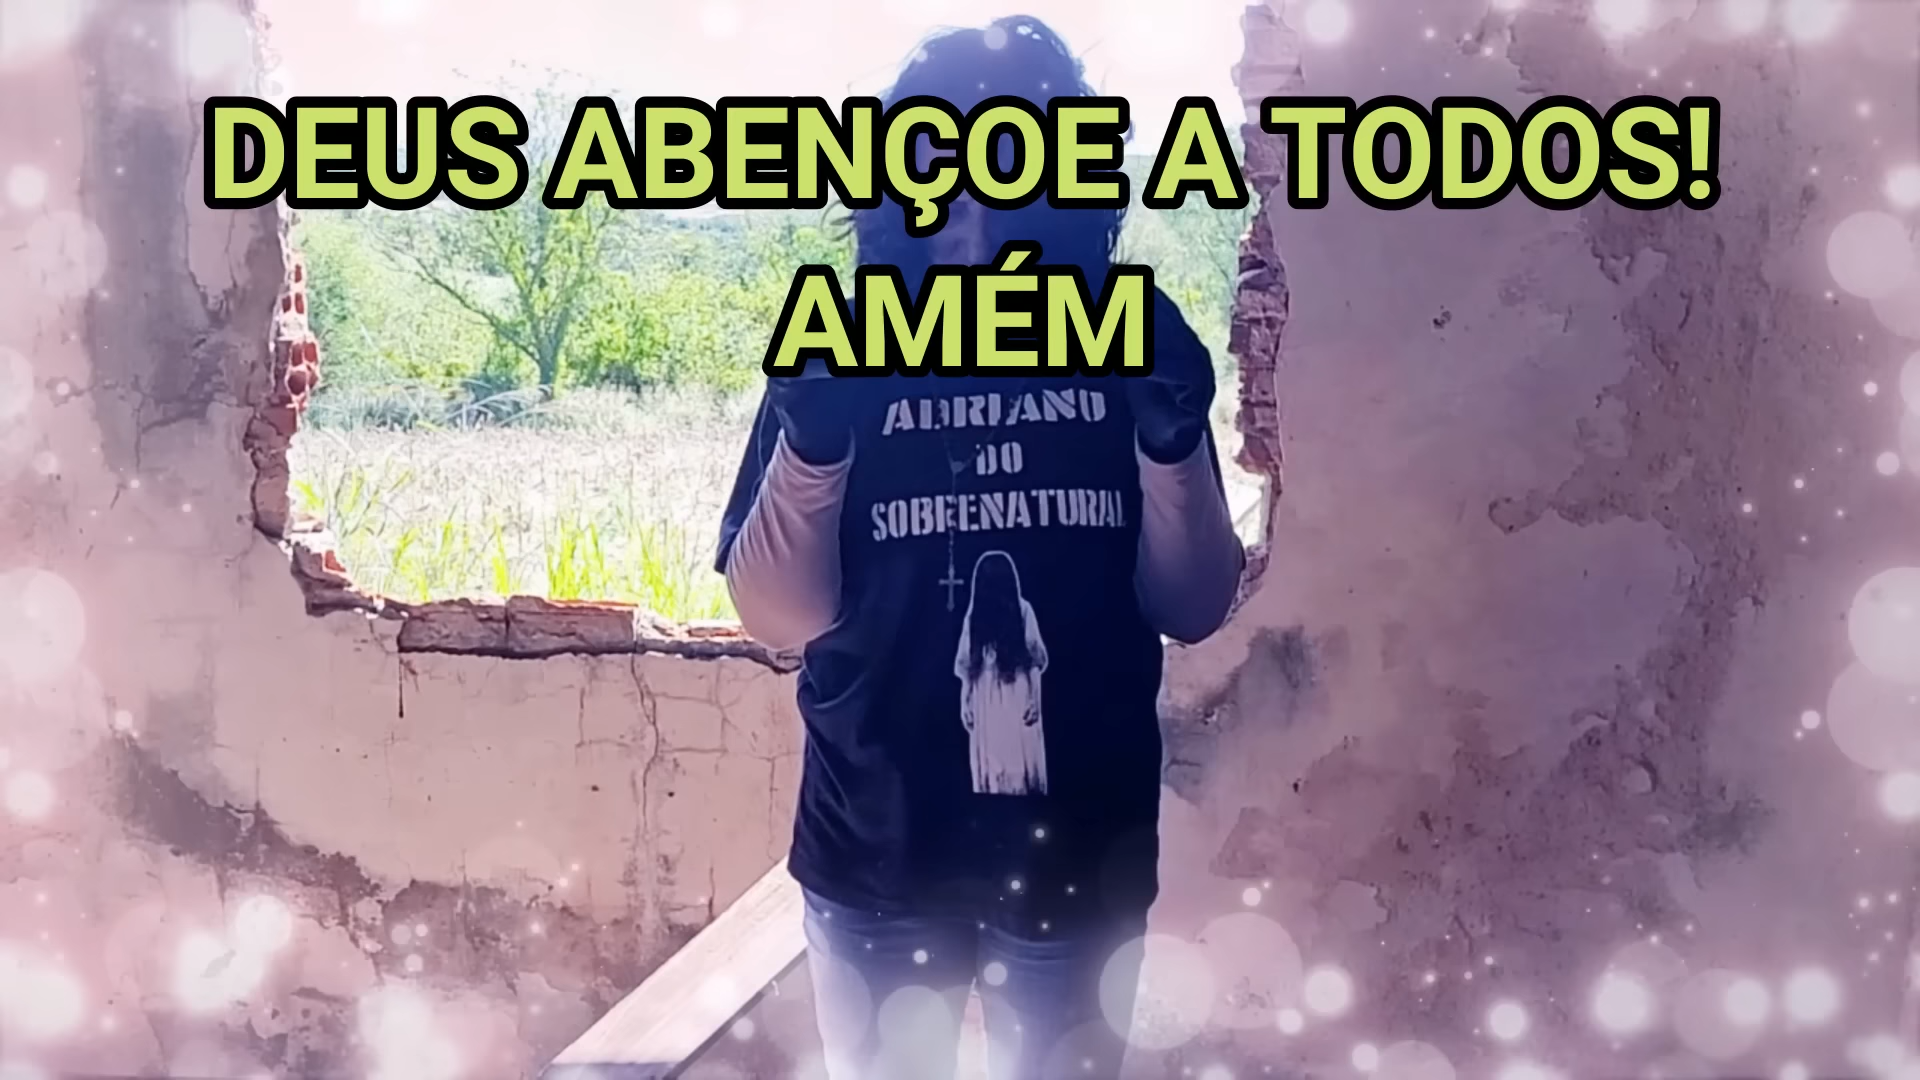 DEUS ABENÇOE A TODOS!
AMÉM
ADRIANO
DO
SOBRENATURAL